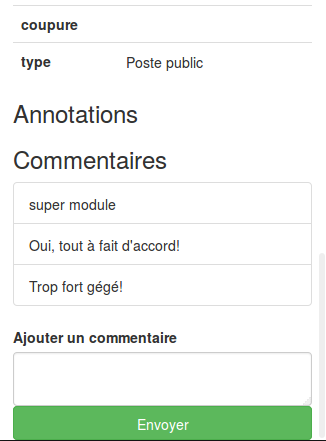 coupure
type Poste public
Annotations
Commentaires
super module
Oui, tout à fait d'accord!
Trop fort gégé!
Ajouter un commentaire
Envoyer